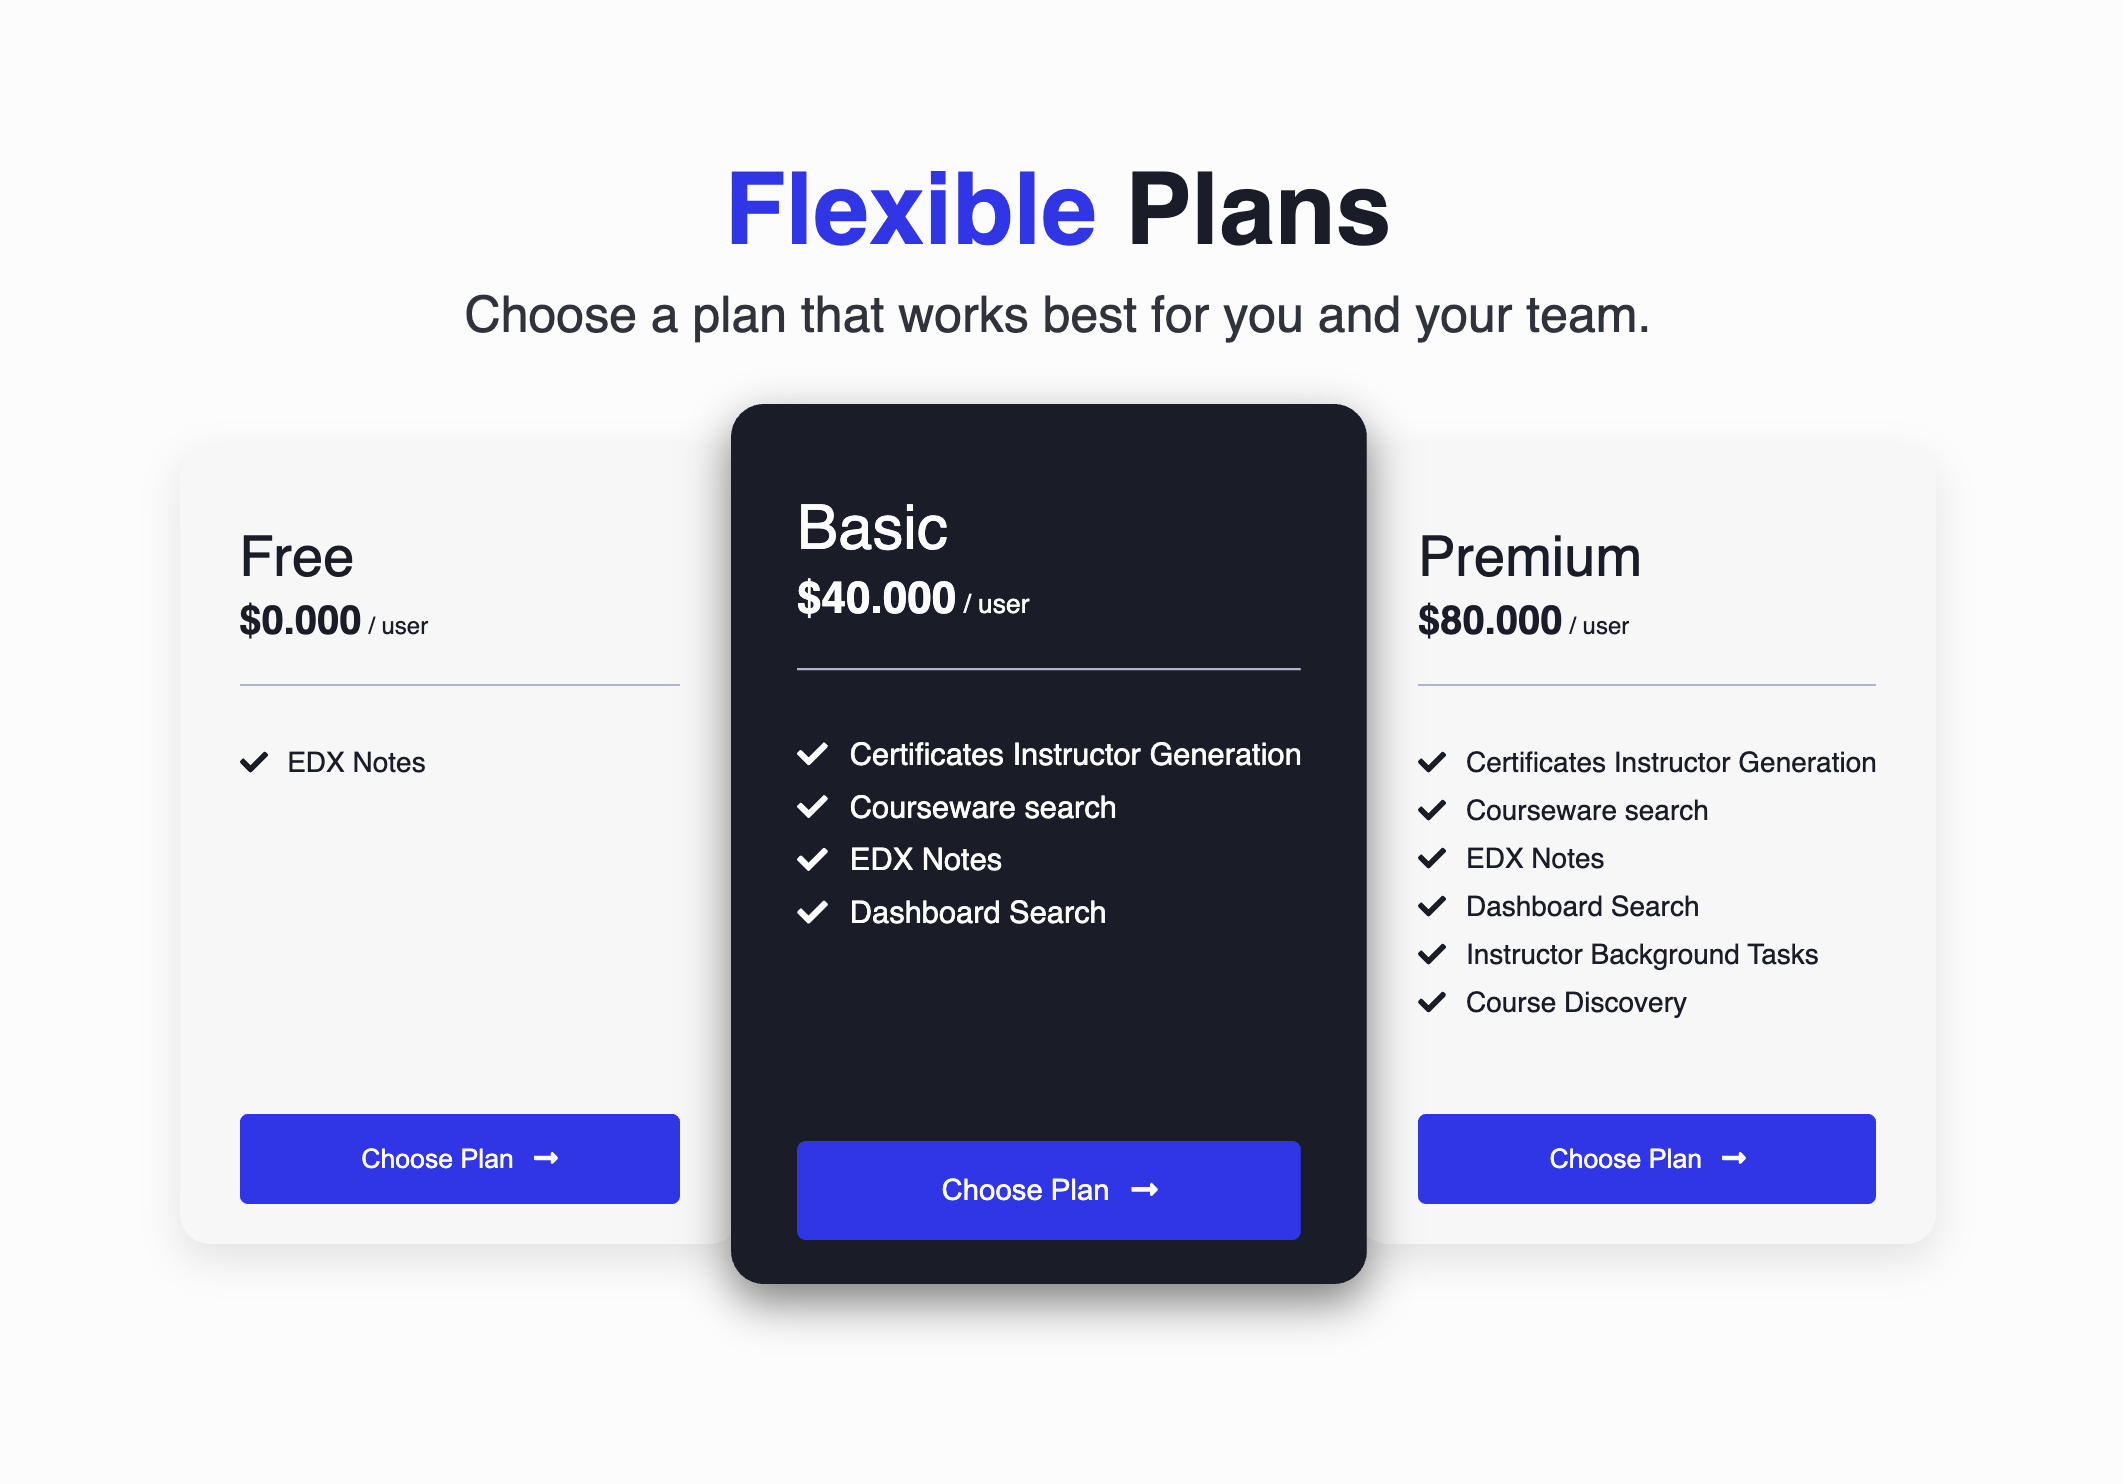 Flexible Plans
Choose a plan that works best for you and your team.
Free
$0.000 / user
EDX Notes
Choose Plan
Basic
$40.000 / user
Certificates Instructor Generation
Courseware search
EDX Notes
Dashboard Search
Choose Plan
Premium
$80.000 / user
Certificates Instructor Generation
Courseware search
EDX Notes
Dashboard Search
Instructor Background Tasks
Course Discovery
Choose Plan